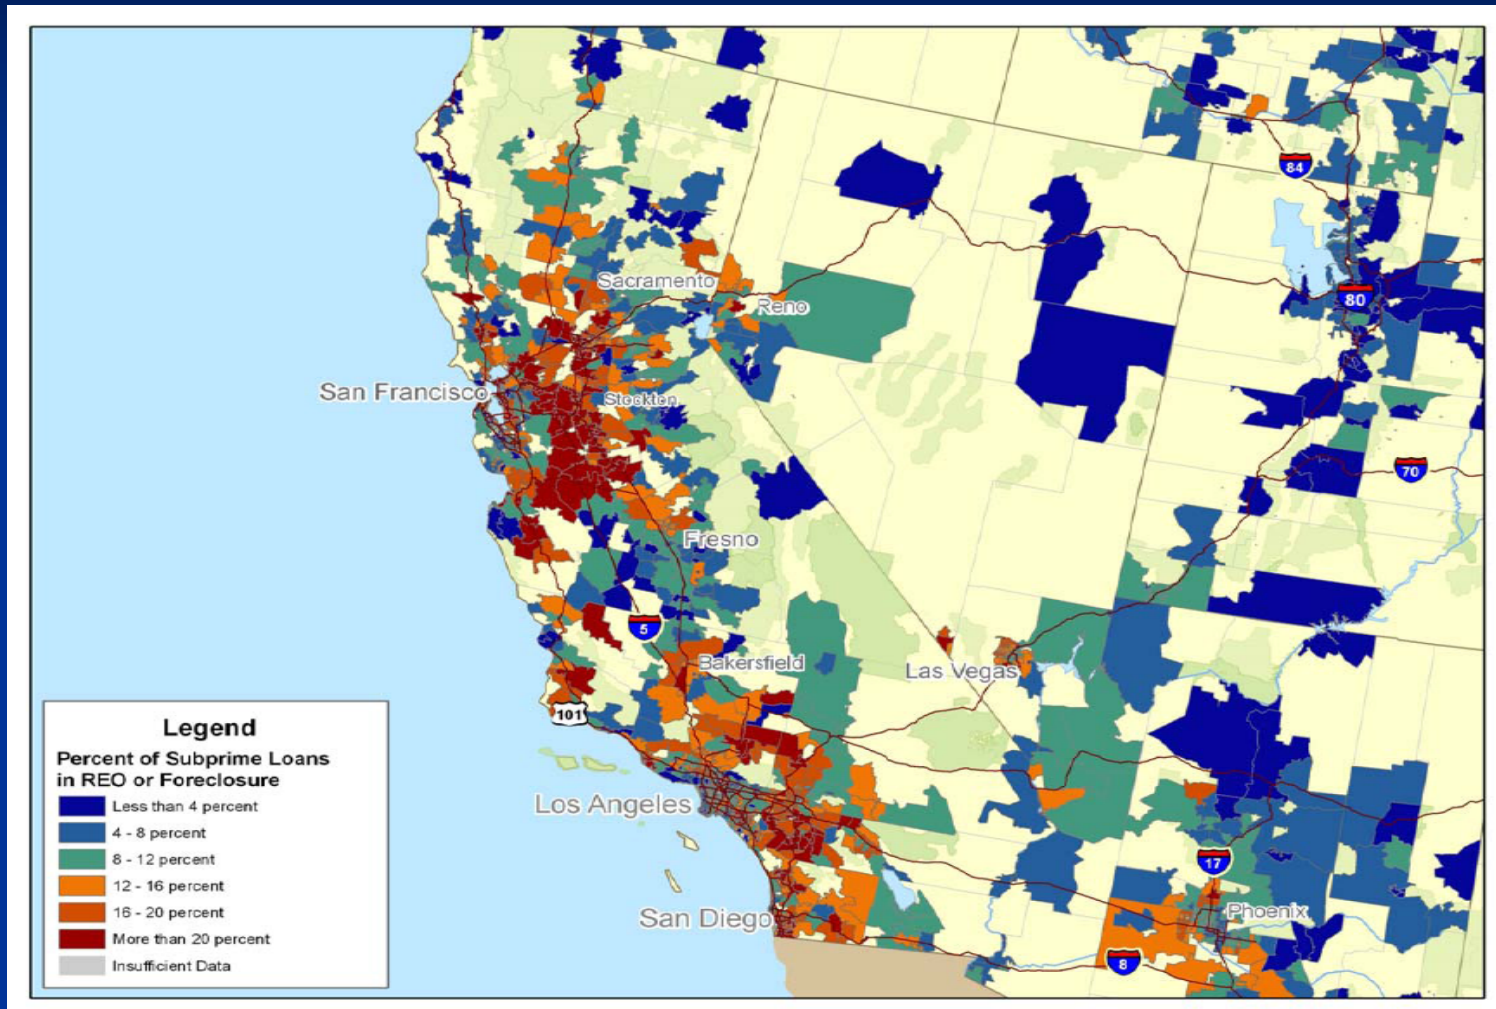 84
Sacramento
Reno
80
San Francisco
Stockton
70
Fresno
5
Bakersfield
Las Vegas
101
Legend
Percent of Subprime Loans
in REO or Foreclosure
Less than 4 percent
4 - 8 percent
8 - 12 percent
12 - 16 percent
16 - 20 percent
More than 20 percent
Insufficient Data
Los Angeles
17
San Diego
Phoenix
8